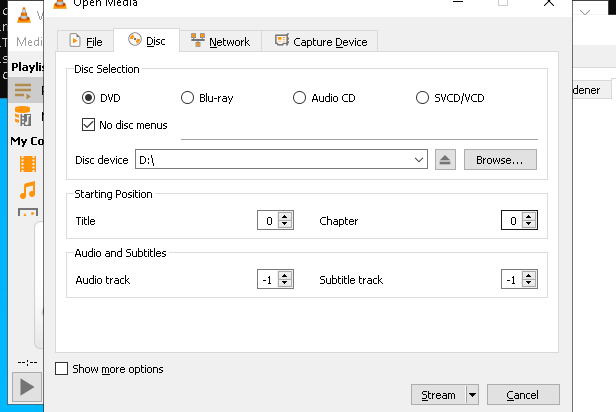 Open Media
Medi
File
Disc
Network
Capture Device
Playlis
Disc Selection
DVD
Blu-ray
Audio CD
SVCD/VCD
dener
No disc menus
My Co
Disc device
D:\
Browse...
Starting Position
Title
0
Chapter
0
Audio and Subtitles
Audio track
-1
Subtitle track
-1
--:--
Show more options
Stream
Cancel